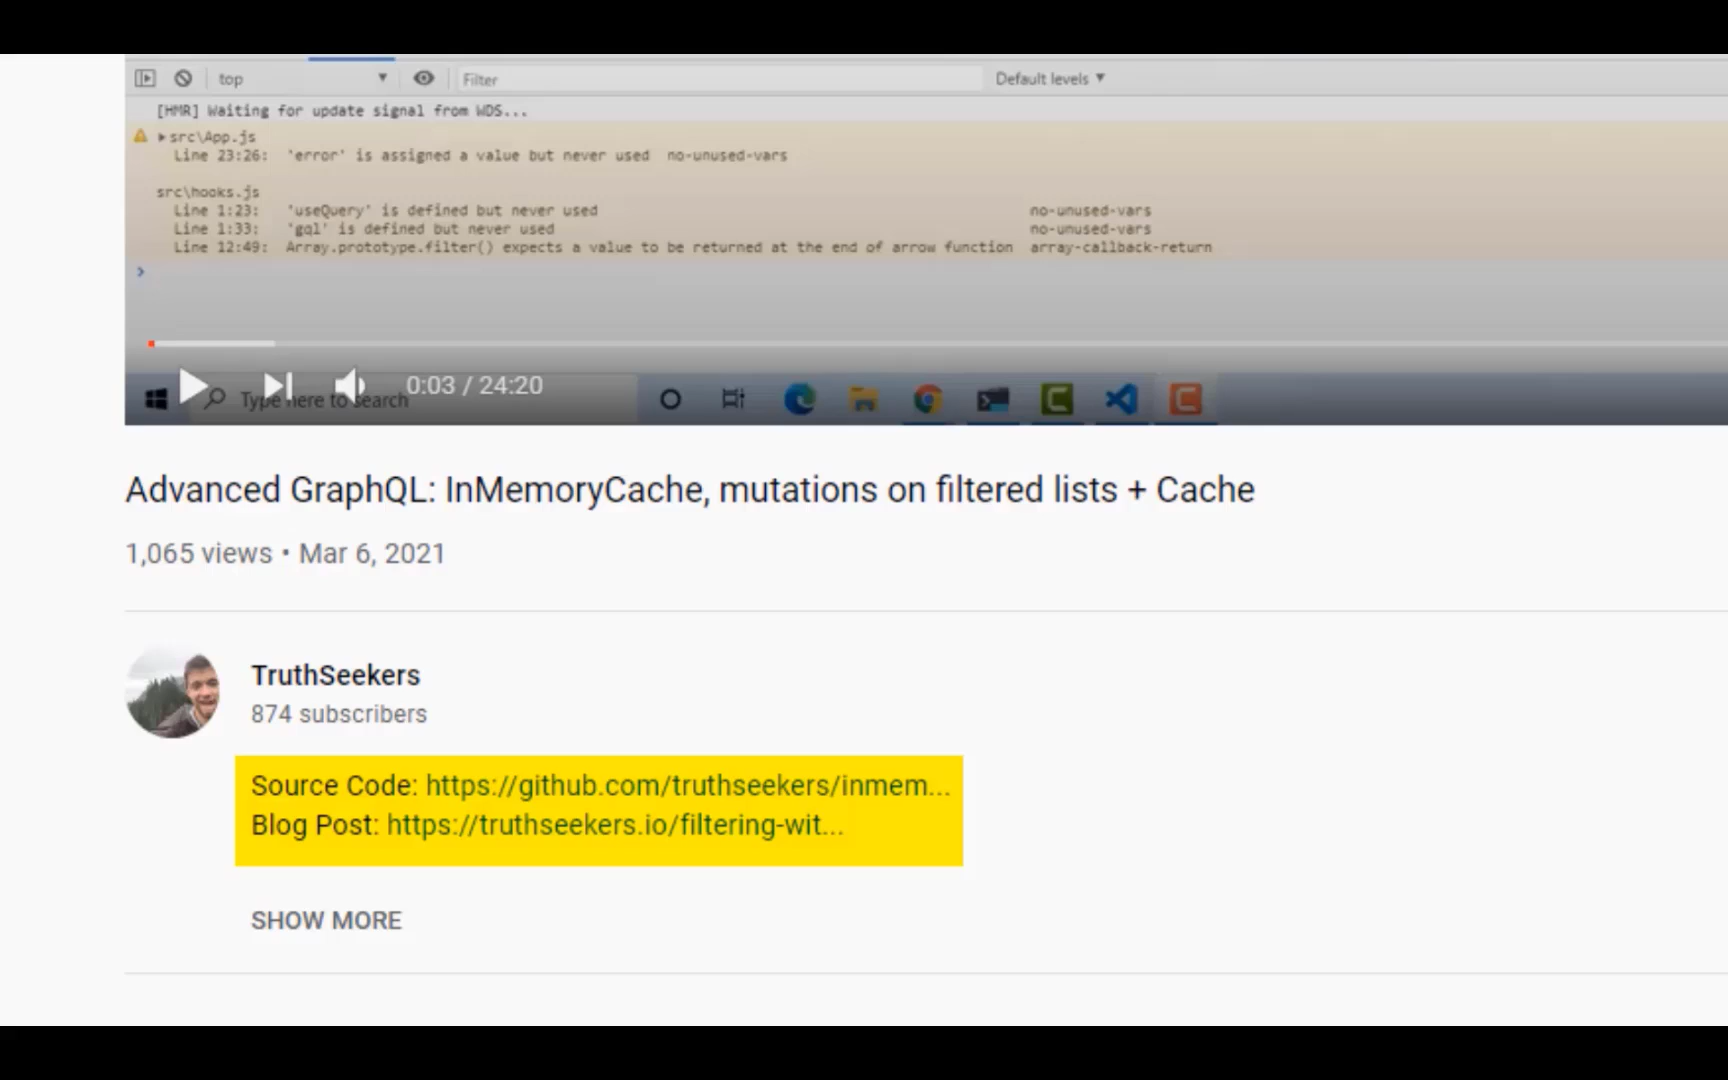 top Filter Default levels
[HMR] Waiting for update signal from WDS...
src\App.js
Line 23:26: 'error' is assigned a value but never used no-unused-vars
src\hooks.js
Line 1:23: 'useQuery' is defined but never used no-unused-vars
Line 1:33: 'gql' is defined but never used no-unused-vars
Line 12:49: Array.prototype.filter() expects a value to be returned at the end of arrow function array-callback-return
0:03 / 24:20
Type here to search
Advanced GraphQL: InMemoryCache, mutations on filtered lists + Cache
1,065 views • Mar 6, 2021
TruthSeekers
874 subscribers
Source Code: https://github.com/truthseekers/inmem...
Blog Post: https://truthseekers.io/filtering-wit...
SHOW MORE